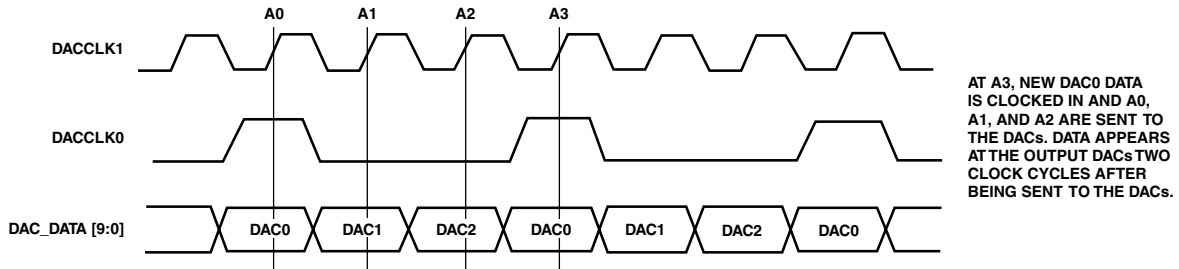 A0 A1 A2 A3
DACCLK1
DACCLK0
DAC_DATA [9:0] DAC0 DAC1 DAC2 DAC0 DAC1 DAC2 DAC0
AT A3, NEW DAC0 DATA
IS CLOCKED IN AND A0,
A1, AND A2 ARE SENT TO
THE DACs. DATA APPEARS
AT THE OUTPUT DACs TWO
CLOCK CYCLES AFTER
BEING SENT TO THE DACs.